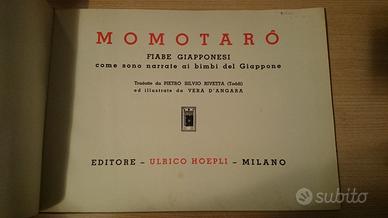 MOMOTARÔ
FIABE GIAPPONESI
come sono narrate ai bimbi del Giappone
Tradotte da PIETRO SILVIO RIVETTA (Toddi)
ed illustrate da VERA D'ANGARA
EDITORE – ULRICO HOEPLI – MILANO
subito